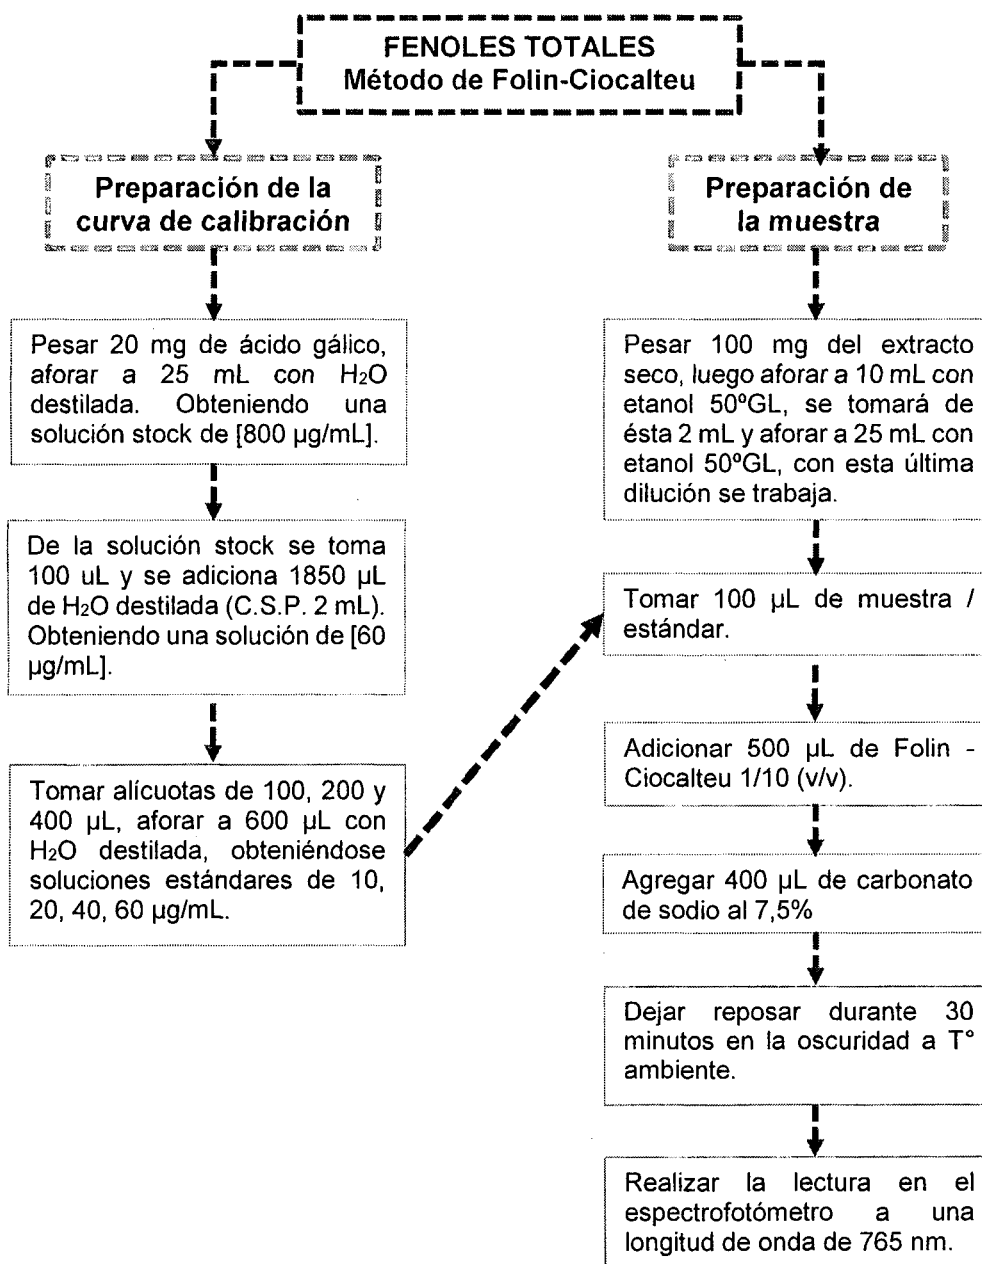 FENOLES TOTALES
Método de Folin-Ciocalteu
Preparación de la
curva de calibración
Pesar 20 mg de ácido gálico,
aforar a 25 mL con H₂O
destilada. Obteniendo una
solución stock de [800 µg/mL].
De la solución stock se toma
100 uL y se adiciona 1850 µL
de H₂O destilada (C.S.P. 2 mL).
Obteniendo una solución de [60
µg/mL].
Tomar alícuotas de 100, 200 y
400 µL, aforar a 600 µL con
H₂O destilada, obteniéndose
soluciones estándares de 10,
20, 40, 60 µg/mL.
Preparación de
la muestra
Pesar 100 mg del extracto
seco, luego aforar a 10 mL con
etanol 50ºGL, se tomará de
ésta 2 mL y aforar a 25 mL con
etanol 50ºGL, con esta última
dilución se trabaja.
Tomar 100 µL de muestra /
estándar.
Adicionar 500 µL de Folin -
Ciocalteu 1/10 (v/v).
Agregar 400 µL de carbonato
de sodio al 7,5%
Dejar reposar durante 30
minutos en la oscuridad a T°
ambiente.
Realizar la lectura en el
espectrofotómetro a una
longitud de onda de 765 nm.